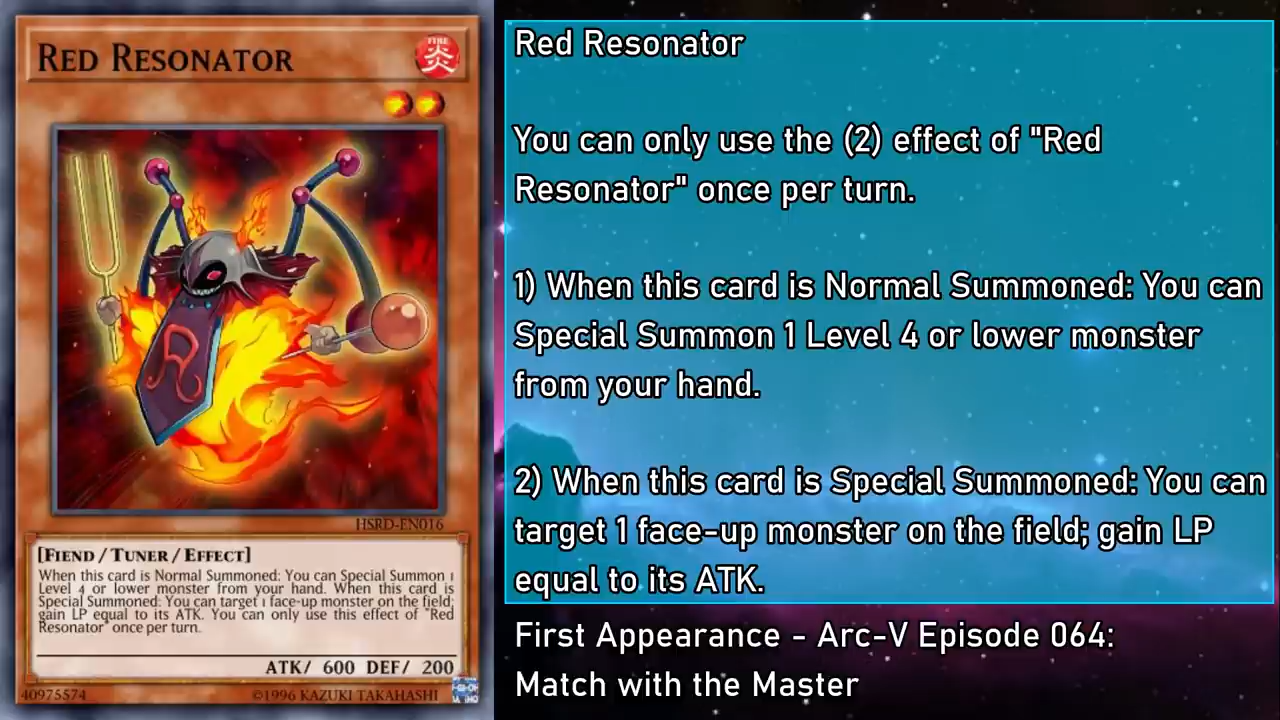 RED RESONATOR
FIRE
炎
HSRD-EN016
[FIEND / TUNER / EFFECT]
When this card is Normal Summoned: You can Special Summon 1
Level 4 or lower monster from your hand. When this card is
Special Summoned: You can target 1 face-up monster on the field;
gain LP equal to its ATK. You can only use this effect of "Red
Resonator" once per turn.
ATK/ 600 DEF/ 200
40975574
©1996 KAZUKI TAKAHASHI
Red Resonator
You can only use the (2) effect of "Red
Resonator" once per turn.
1) When this card is Normal Summoned: You can
Special Summon 1 Level 4 or lower monster
from your hand.
2) When this card is Special Summoned: You can
target 1 face-up monster on the field; gain LP
equal to its ATK.
First Appearance - Arc-V Episode 064:
Match with the Master